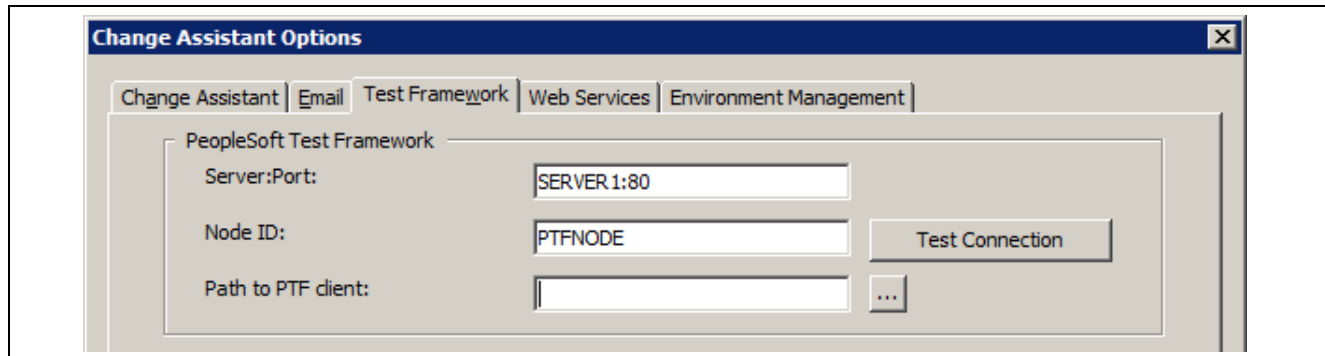 Change Assistant Options
Change Assistant Email Test Framework Web Services Environment Management
PeopleSoft Test Framework
Server:Port: SERVER1:80
Node ID: PTFNODE Test Connection
Path to PTF client: ...